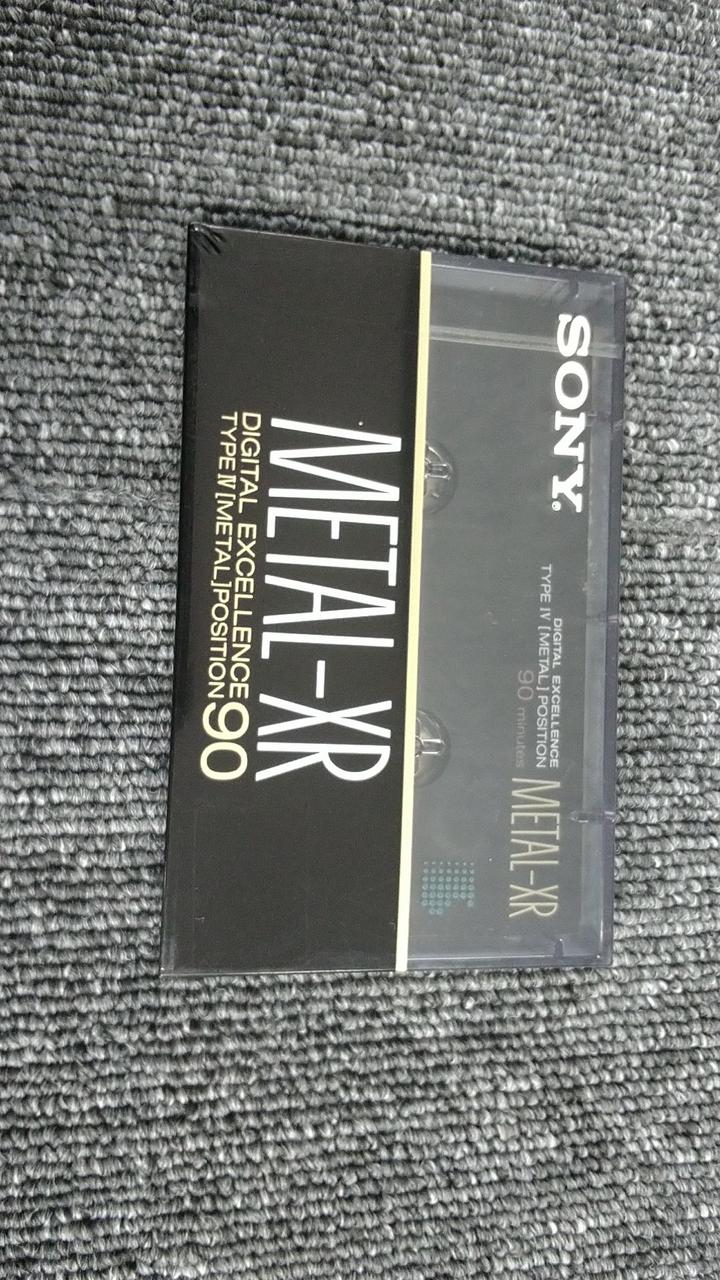 SONY®
DIGITAL EXCELLENCE
TYPE Ⅳ [METAL] POSITION
90 minutes
METAL-XR
METAL-XR
DIGITAL EXCELLENCE
TYPE Ⅳ [METAL] POSITION 90